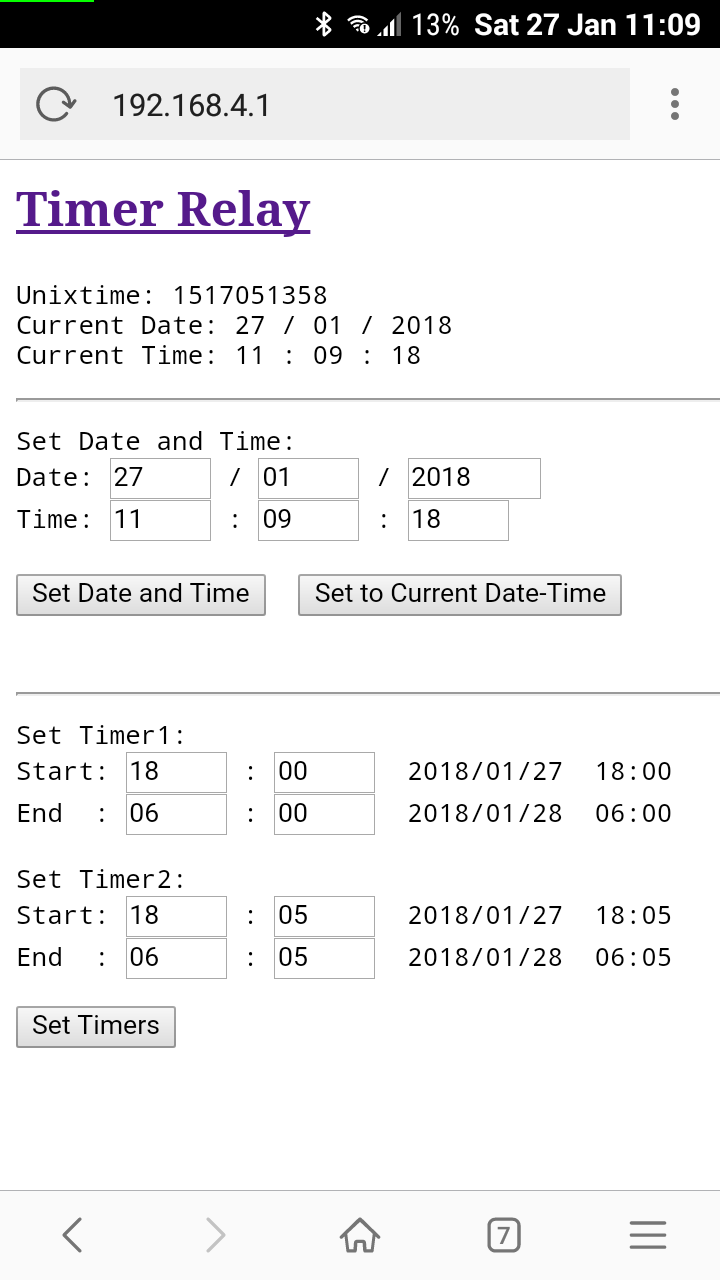 13% Sat 27 Jan 11:09
192.168.4.1
Timer Relay
Unixtime: 1517051358
Current Date: 27 / 01 / 2018
Current Time: 11 : 09 : 18
Set Date and Time:
Date: 27 / 01 / 2018
Time: 11 : 09 : 18
Set Date and Time Set to Current Date-Time
Set Timer1:
Start: 18 : 00 2018/01/27 18:00
End : 06 : 00 2018/01/28 06:00
Set Timer2:
Start: 18 : 05 2018/01/27 18:05
End : 06 : 05 2018/01/28 06:05
Set Timers
7